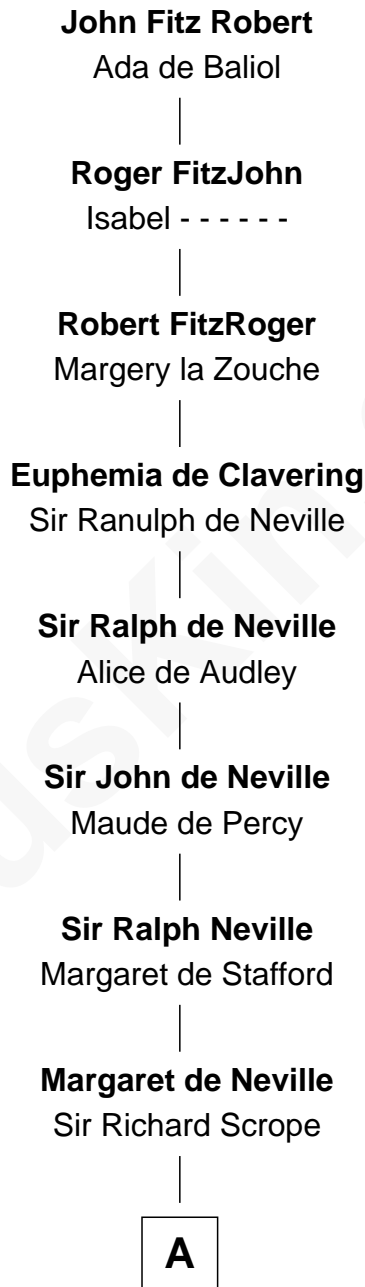 John Fitz Robert
Ada de Baliol
Roger FitzJohn
Isabel - - - - - -
Robert FitzRoger
Margery la Zouche
Euphemia de Clavering
Sir Ranulph de Neville
Sir Ralph de Neville
Alice de Audley
Sir John de Neville
Maude de Percy
Sir Ralph Neville
Margaret de Stafford
Margaret de Neville
Sir Richard Scrope
A